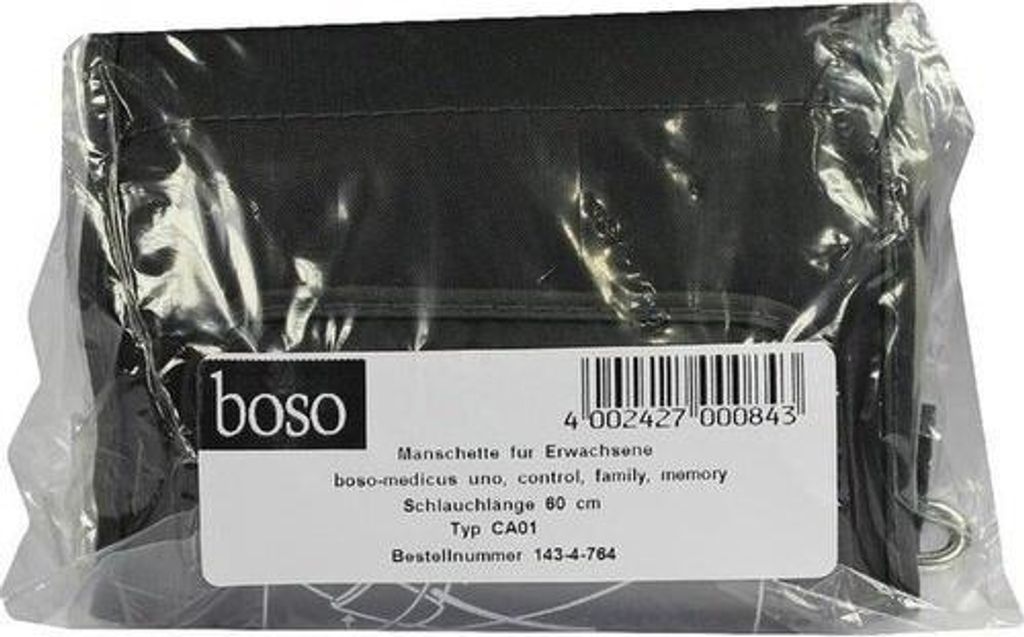 boso
4 002427 000843
Manschette für Erwachsene
boso-medicus uno, control, family, memory
Schlauchlänge 60 cm
Typ CA01
Bestellnummer 143-4-764